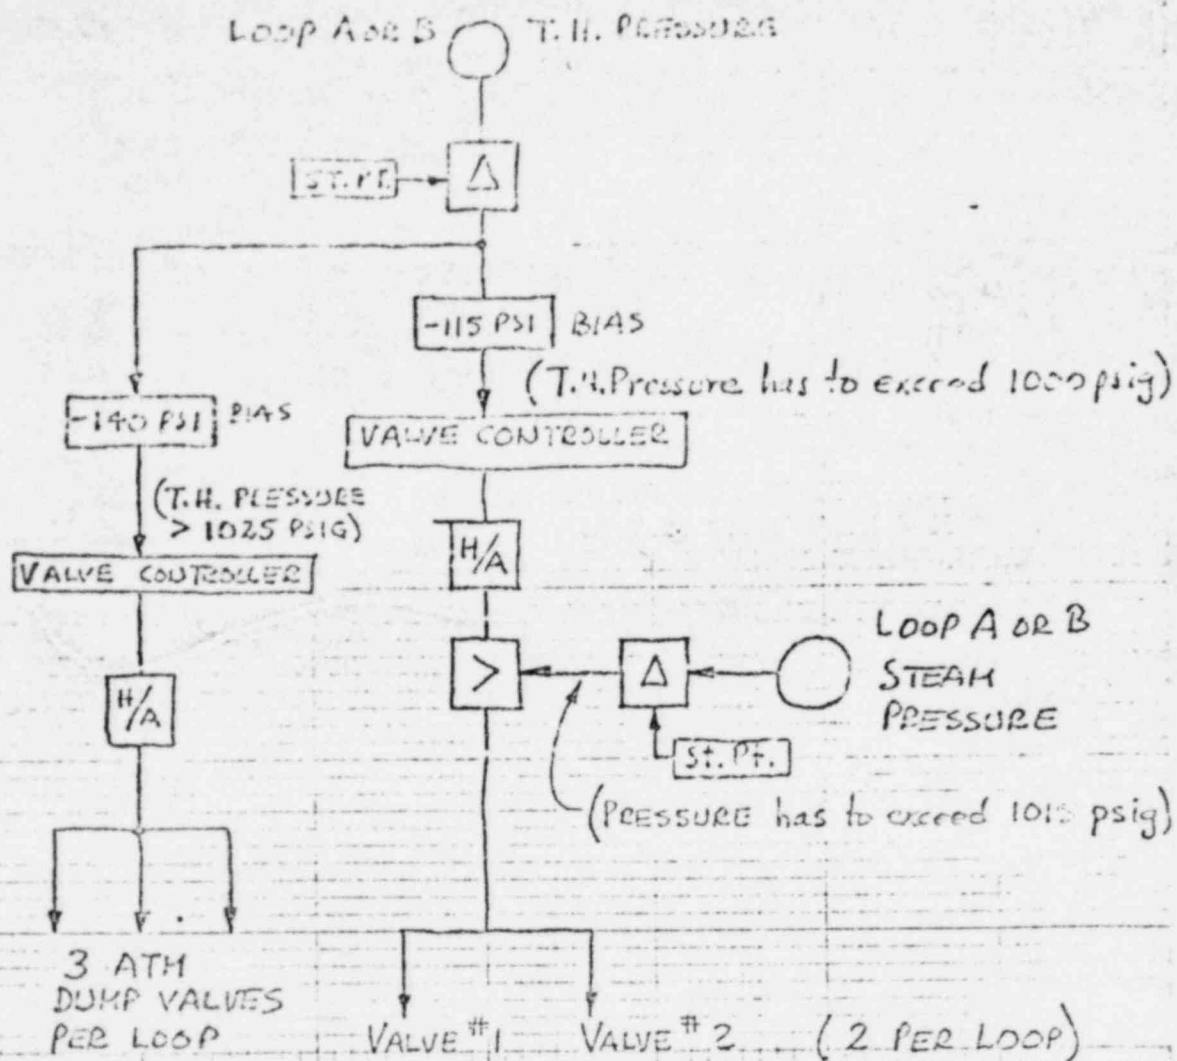 LOOP A OR B
T.H. PRESSURE
ST. PT.
Δ
-115 PSI
BIAS
(T.H. Pressure has to exceed 1000 psig)
-140 PSI
BIAS
VALVE CONTROLLER
(T.H. PRESSURE
> 1025 PSIG)
VALVE CONTROLLER
H/A
H/A
>
Δ
LOOP A OR B
STEAM
PRESSURE
St. Pt.
(PRESSURE has to exceed psig)
3 ATM
DUMP VALVES
PER LOOP
VALVE #1
VALVE #2
(2 PER LOOP)